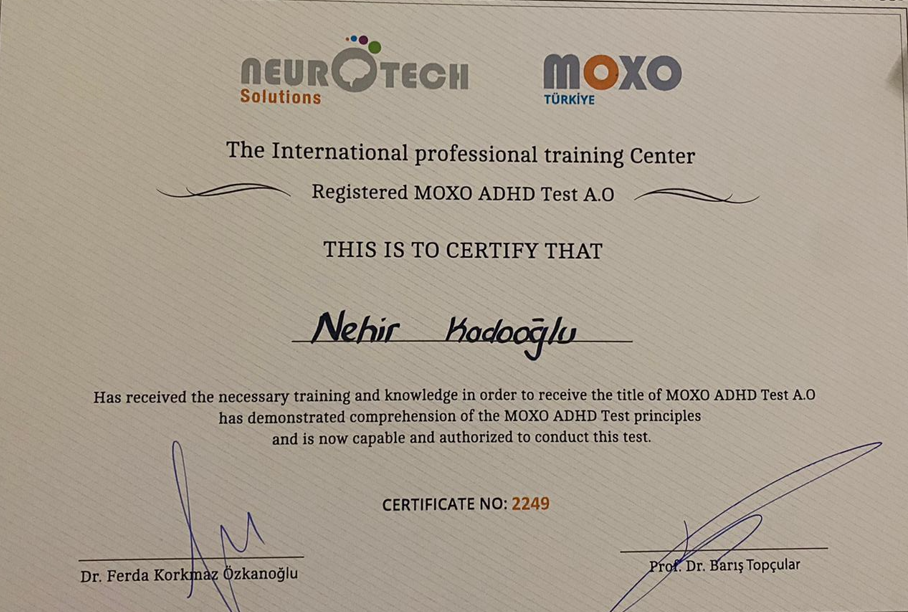 NEUROTECH
Solutions
MOXO
TÜRKİYE
The International professional training Center
Registered MOXO ADHD Test A.O
THIS IS TO CERTIFY THAT
Nehir Kadooğlu
Has received the necessary training and knowledge in order to receive the title of MOXO ADHD Test A.O
has demonstrated comprehension of the MOXO ADHD Test principles
and is now capable and authorized to conduct this test.
CERTIFICATE NO: 2249
Dr. Ferda Korkmaz Özkanoğlu
Prof. Dr. Barış Topçular